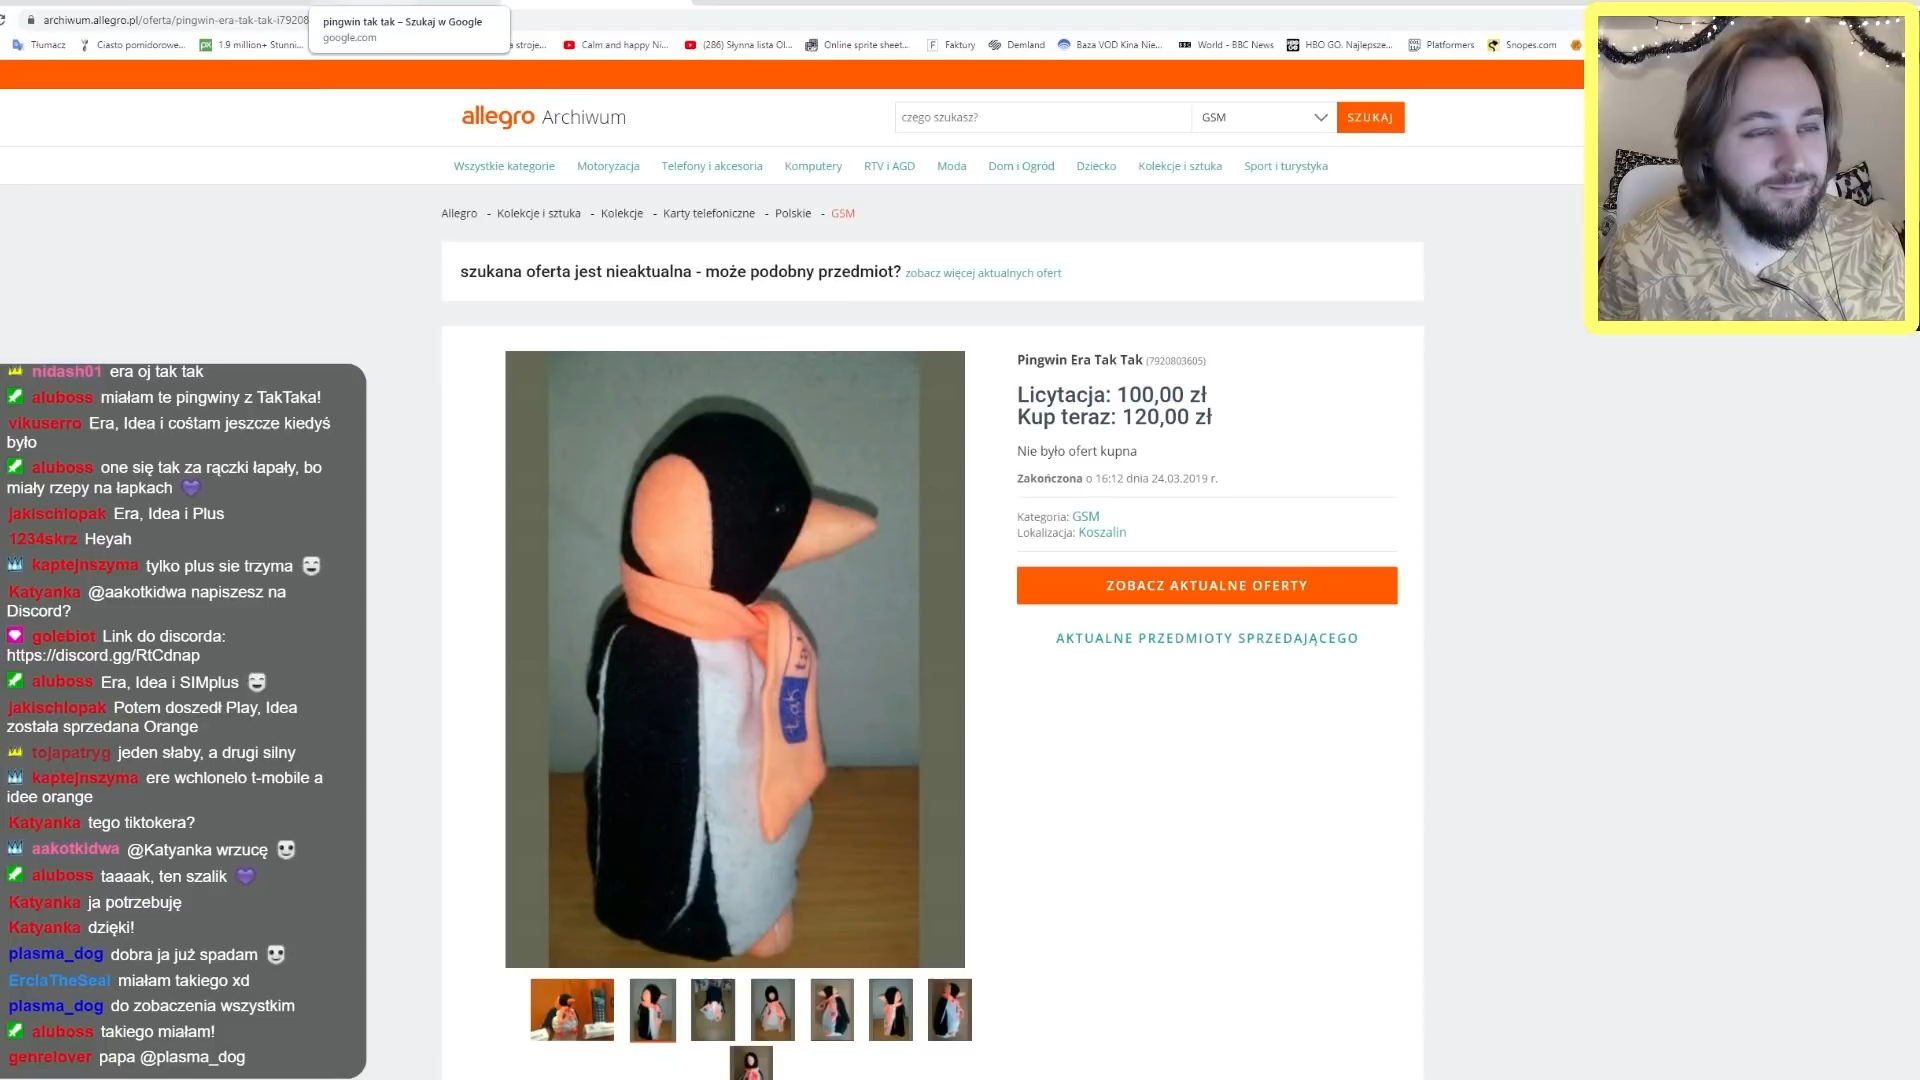 archiwum.allegro.pl/oferta/pingwin-era-tak-tak-i79208
pingwin tak tak – Szukaj w Google
google.com
Tłumacz
Ciasto pomidorowe...
1.9 million+ Stunni...
a stroje...
Calm and happy Ni...
(286) Słynna lista Ol...
Online sprite sheet...
Faktury
Demland
Baza VOD Kina Nie...
World - BBC News
HBO GO. Najlepsze...
Platformers
Snopes.com
allegro Archiwum
czego szukasz?
GSM
SZUKAJ
Wszystkie kategorie
Motoryzacja
Telefony i akcesoria
Komputery
RTV i AGD
Moda
Dom i Ogród
Dziecko
Kolekcje i sztuka
Sport i turystyka
Allegro - Kolekcje i sztuka - Kolekcje - Karty telefoniczne - Polskie - GSM
szukana oferta jest nieaktualna - może podobny przedmiot? zobacz więcej aktualnych ofert
tak
Pingwin Era Tak Tak (7920803605)
Licytacja: 100,00 zł
Kup teraz: 120,00 zł
Nie było ofert kupna
Zakończona o 16:12 dnia 24.03.2019 r.
Kategoria: GSM
Lokalizacja: Koszalin
ZOBACZ AKTUALNE OFERTY
AKTUALNE PRZEDMIOTY SPRZEDAJĄCEGO
nidash01 era oj tak tak
aluboss miałam te pingwiny z TakTaka!
vikuserro Era, Idea i cośtam jeszcze kiedyś
było
aluboss one się tak za rączki łapały, bo
miały rzepy na łapkach
jakischlopak Era, Idea i Plus
1234skrz Heyah
kaptejnszyma tylko plus sie trzyma
Katyanka @aakotkidwa napiszesz na
Discord?
golebiot Link do discorda:
https://discord.gg/RtCdnap
aluboss Era, Idea i SIMplus
jakischlopak Potem doszedł Play, Idea
została sprzedana Orange
tojapatryg jeden słaby, a drugi silny
kaptejnszyma ere wchlonelo t-mobile a
idee orange
Katyanka tego tiktokera?
aakotkidwa @Katyanka wrzucę
aluboss taaaak, ten szalik
Katyanka ja potrzebuję
Katyanka dzięki!
plasma_dog dobra ja już spadam
ErciaTheSeal miałam takiego xd
plasma_dog do zobaczenia wszystkim
aluboss takiego miałam!
genrelover papa @plasma_dog